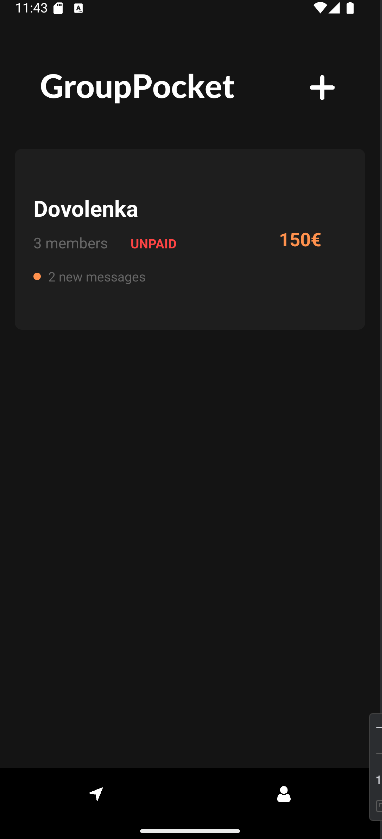 11:43
GroupPocket
Dovolenka
3 members UNPAID 150€
2 new messages